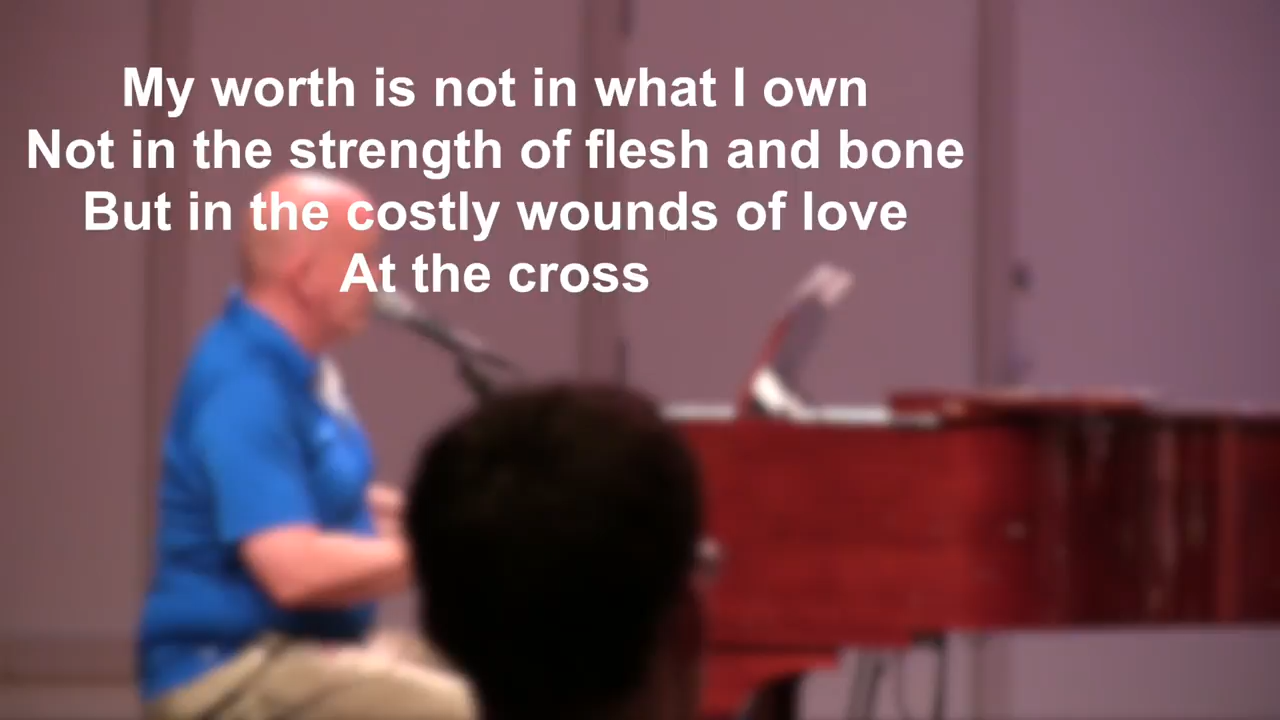 My worth is not in what I own
Not in the strength of flesh and bone
But in the costly wounds of love
At the cross